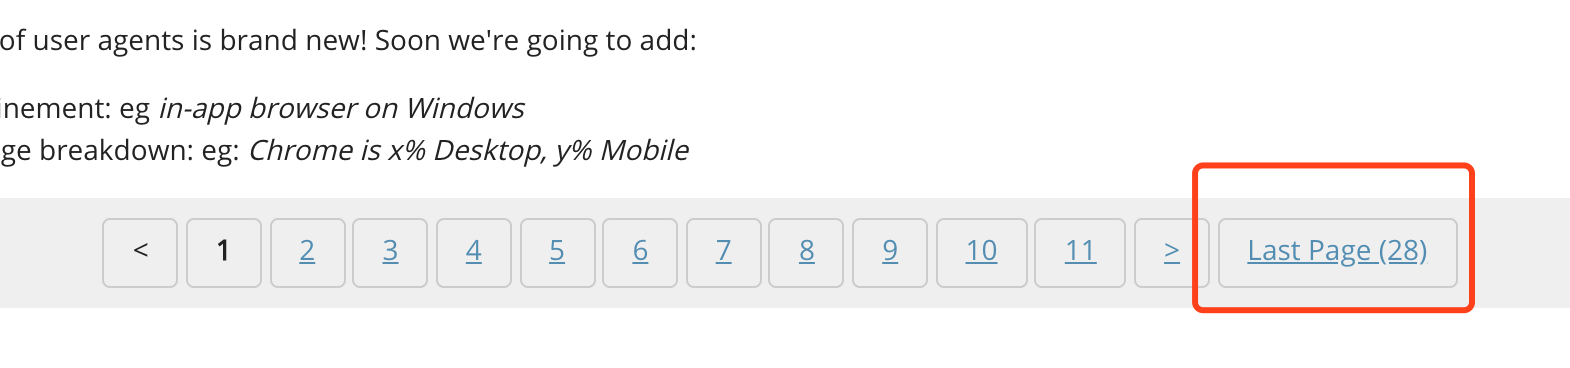 of user agents is brand new! Soon we're going to add:
inement: eg in-app browser on Windows
ge breakdown: eg: Chrome is x% Desktop, y% Mobile
< 1 2 3 4 5 6 7 8 9 10 11 > Last Page (28)